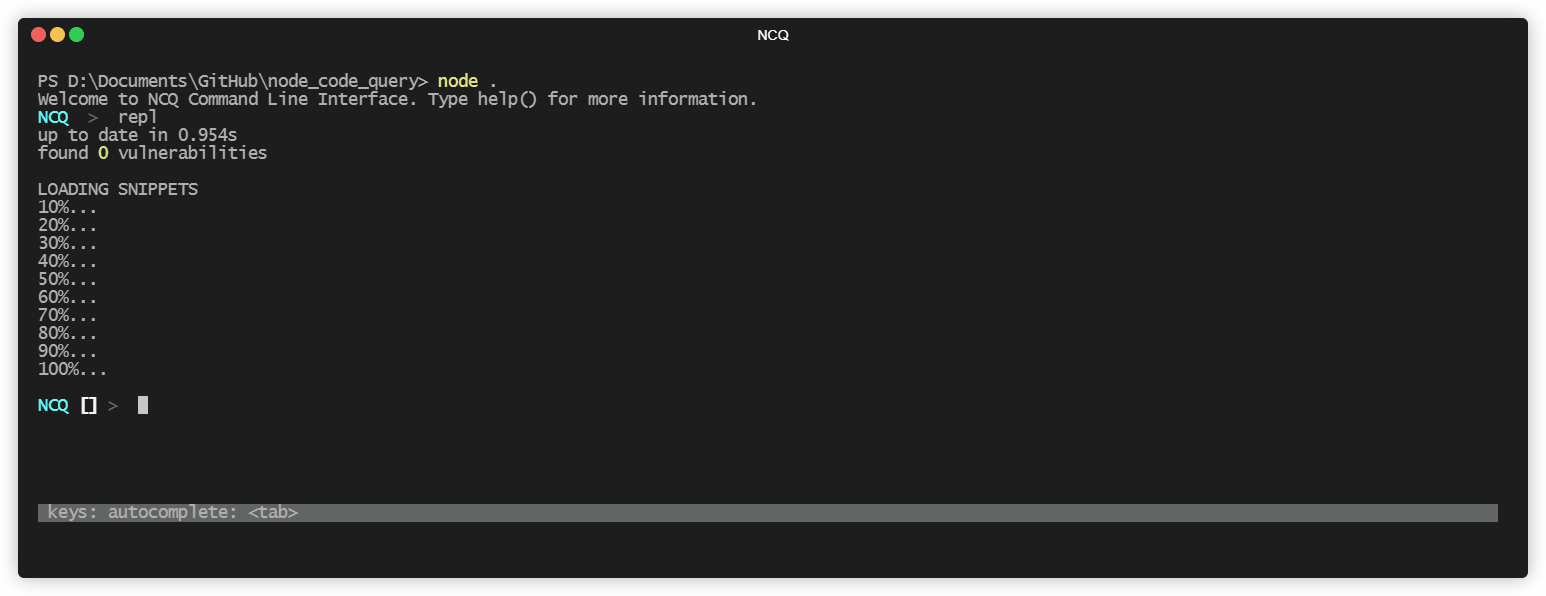 NCQ
PS D:\Documents\GitHub\node_code_query> node .
Welcome to NCQ Command Line Interface. Type help() for more information.
NCQ > repl
up to date in 0.954s
found 0 vulnerabilities
LOADING SNIPPETS
10%...
20%...
30%...
40%...
50%...
60%...
70%...
80%...
90%...
100%...
NCQ [] >
keys: autocomplete: <tab>